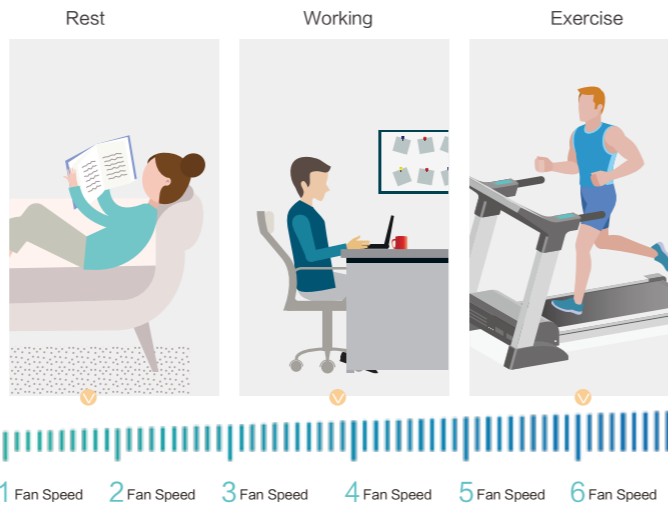 Rest
Working
Exercise
1 Fan Speed
2 Fan Speed
3 Fan Speed
4 Fan Speed
5 Fan Speed
6 Fan Speed